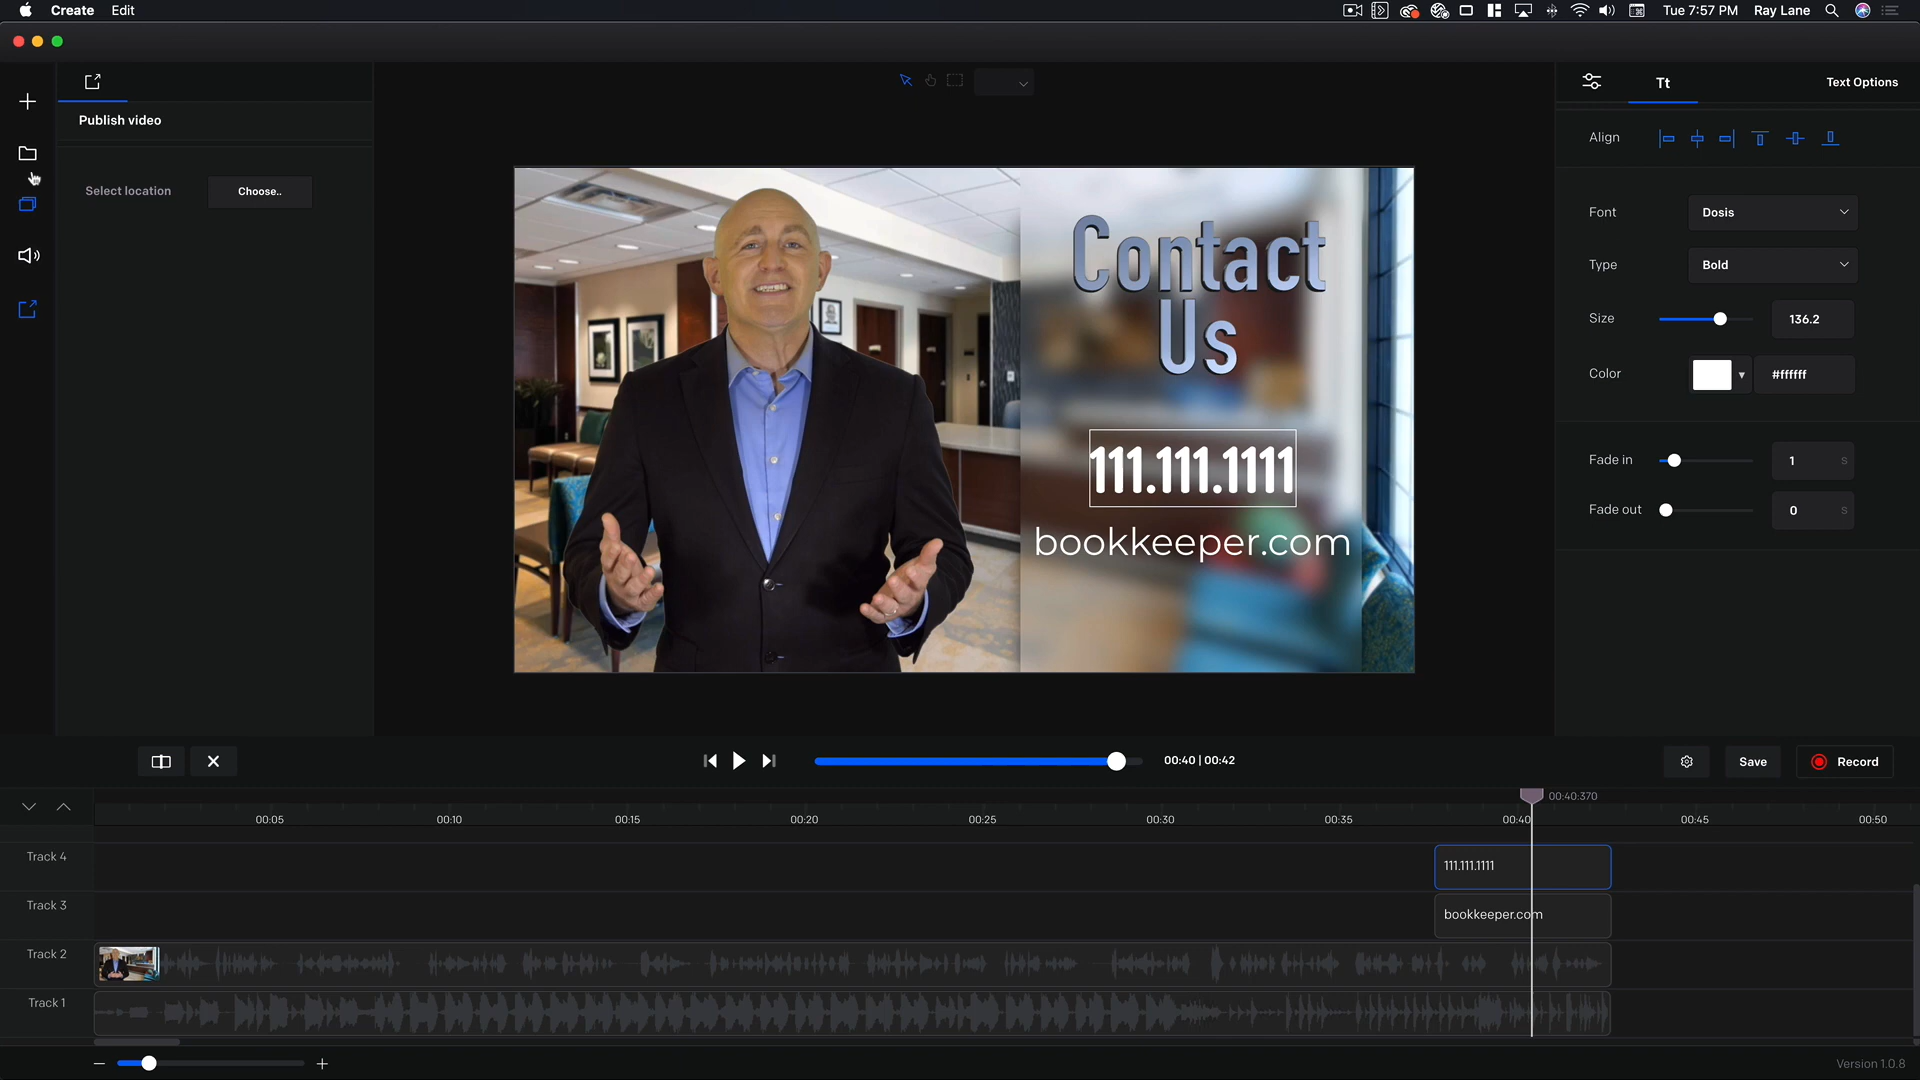 Create Edit
Tue 7:57 PM Ray Lane
Tt Text Options
Publish video
Align
Select location Choose..
Font Dosis
Type Bold
Size 136.2
Color #ffffff
Fade in 1 s
Fade out 0 s
Contact
Us
111.111.1111
bookkeeper.com
00:40 | 00:42
Save Record
00:40:370
00:05 00:10 00:15 00:20 00:25 00:30 00:35 00:40 00:45 00:50
Track 4 111.111.1111
Track 3 bookkeeper.com
Track 2
Track 1
Version 1.0.8